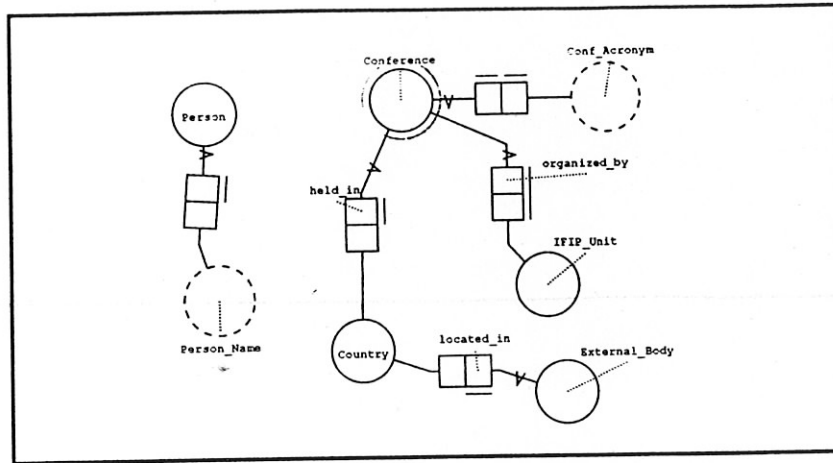 Conference
Conf_Acronym
Person
organized_by
held_in
IFIP_Unit
Person_Name
Country
located_in
External_Body